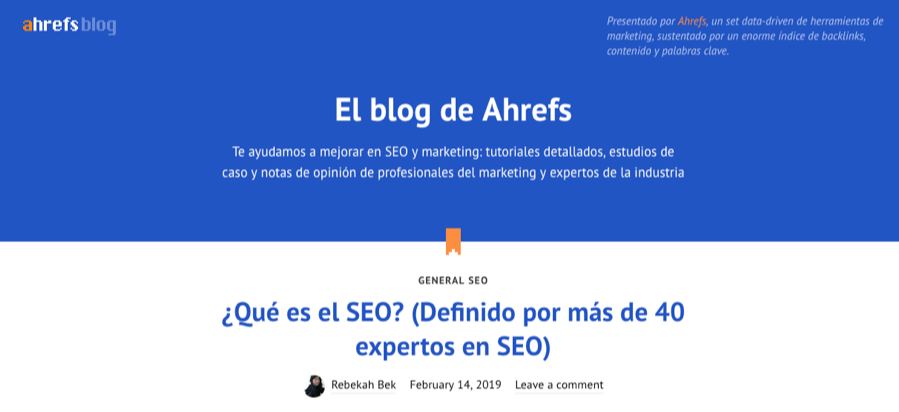 ahrefsblog
Presentado por Ahrefs, un set data-driven de herramientas de
marketing, sustentado por un enorme índice de backlinks,
contenido y palabras clave.
El blog de Ahrefs
Te ayudamos a mejorar en SEO y marketing: tutoriales detallados, estudios de
caso y notas de opinión de profesionales del marketing y expertos de la industria
GENERAL SEO
¿Qué es el SEO? (Definido por más de 40
expertos en SEO)
Rebekah Bek February 14, 2019 Leave a comment